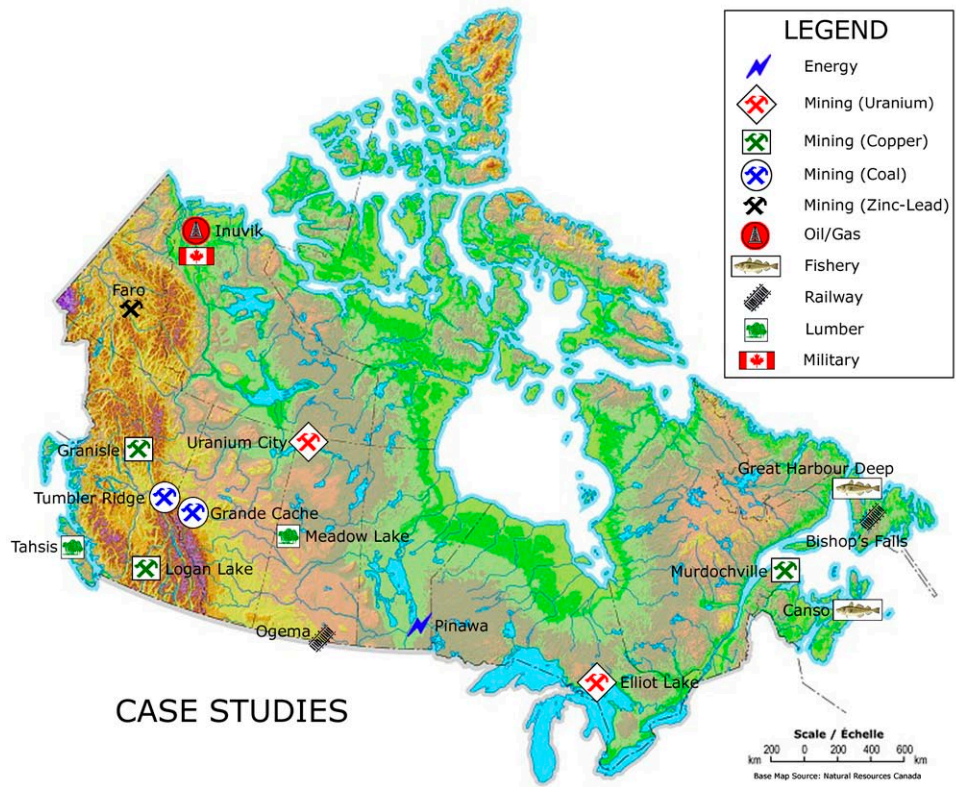 LEGEND
Energy
Mining (Uranium)
Mining (Copper)
Mining (Coal)
Mining (Zinc-Lead)
Oil/Gas
Fishery
Railway
Lumber
Military
Inuvik
Faro
Uranium City
Granisle
Great Harbour Deep
Tumbler Ridge
Grande Cache
Meadow Lake
Bishop's Falls
Tahsis
Logan Lake
Murdochville
Canso
Ogema
Pinawa
Elliot Lake
CASE STUDIES
Scale / Échelle
200 0 200 400 600
km km
Base Map Source: Natural Resources Canada